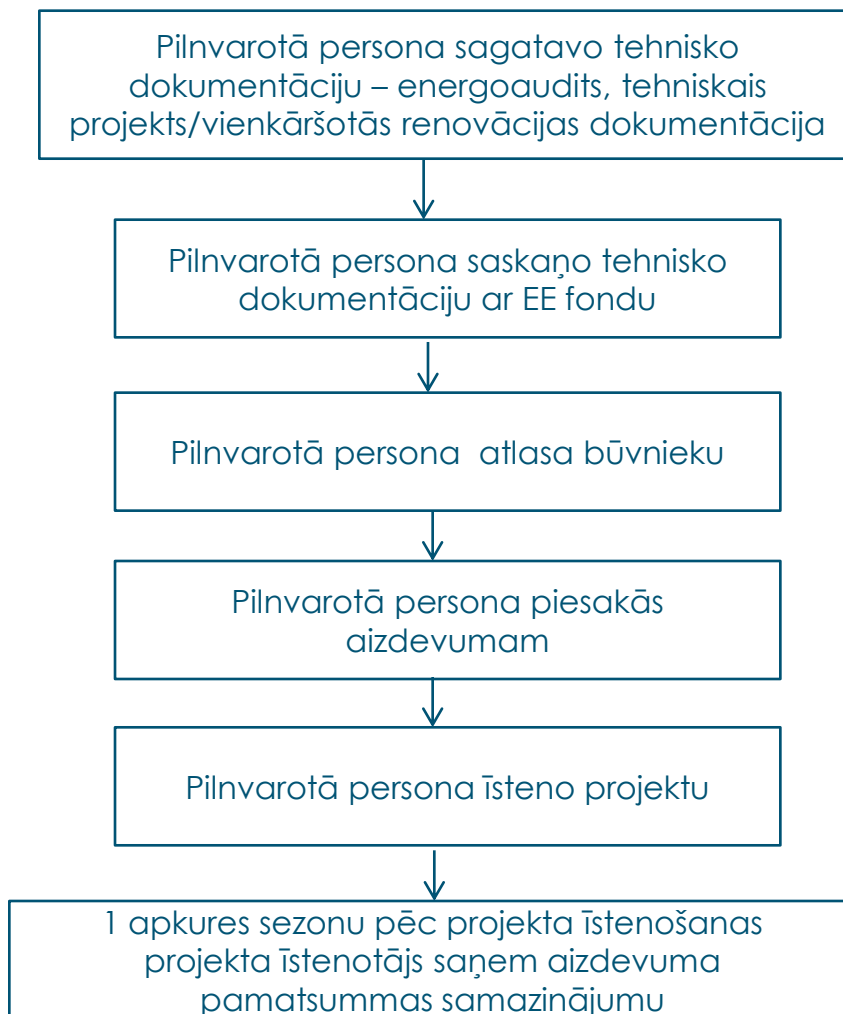 Pilnvarotā persona sagatavo tehnisko
dokumentāciju – energoaudits, tehniskais
projekts/vienkāršotās renovācijas dokumentācija
Pilnvarotā persona saskaņo tehnisko
dokumentāciju ar EE fondu
Pilnvarotā persona atlasa būvnieku
Pilnvarotā persona piesakās
aizdevumam
Pilnvarotā persona īsteno projektu
1 apkures sezonu pēc projekta īstenošanas
projekta īstenotājs saņem aizdevuma
pamatsummas samazinājumu